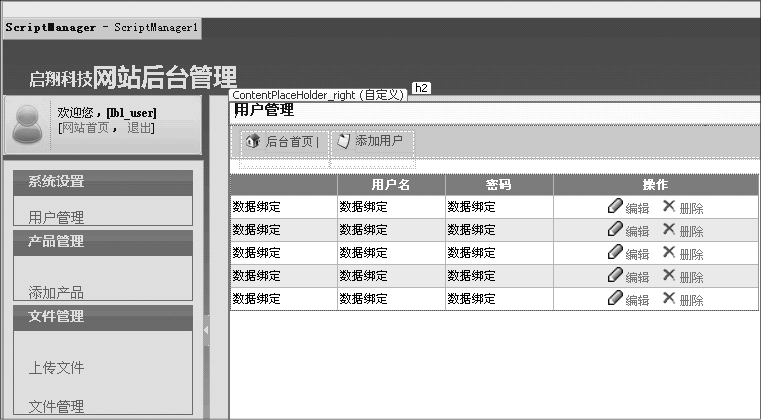 ScriptManager - ScriptManager1
启翔科技网站后台管理
ContentPlaceHolder_right (自定义) h2
欢迎您，[lbl_user]
[网站首页， 退出]
用户管理
后台首页 | 添加用户
系统设置
用户管理
产品管理
添加产品
文件管理
上传文件
文件管理
用户名 密码 操作
数据绑定 数据绑定 数据绑定 编辑 删除
数据绑定 数据绑定 数据绑定 编辑 删除
数据绑定 数据绑定 数据绑定 编辑 删除
数据绑定 数据绑定 数据绑定 编辑 删除
数据绑定 数据绑定 数据绑定 编辑 删除